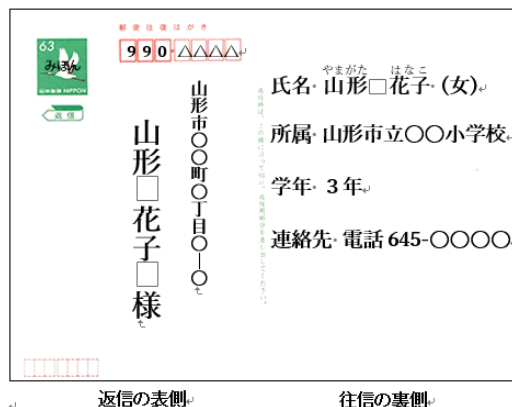 郵便往復はがき
63
みほん
日本郵便 NIPPON
返信
990-△△△△
山形市〇〇町〇丁目〇―〇
山形□花子□様
やまがた はなこ
氏名 山形□花子 (女)
所属 山形市立〇〇小学校
学年 3年
連絡先 電話 645-〇〇〇〇
返信の表側
往信の裏側